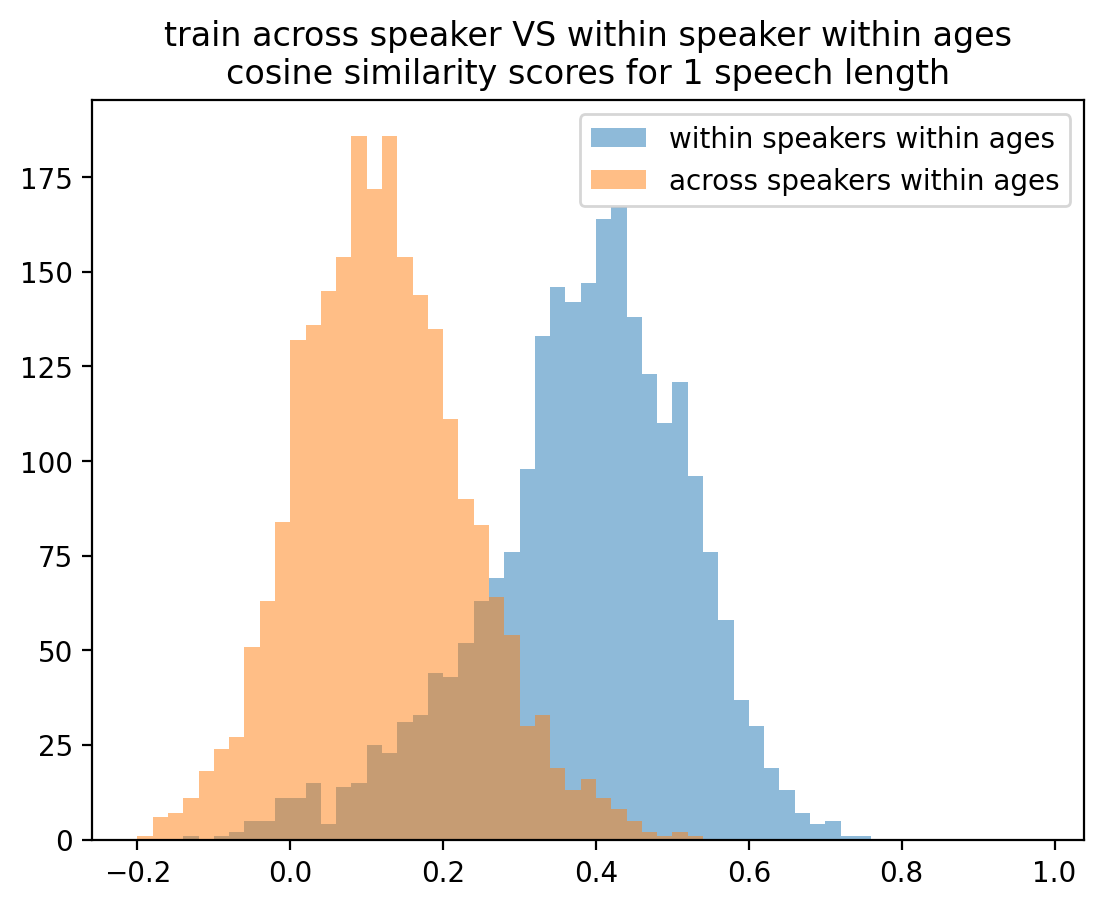 train across speaker VS within speaker within ages
cosine similarity scores for 1 speech length
within speakers within ages
across speakers within ages
175
150
125
100
75
50
25
0
−0.2 0.0 0.2 0.4 0.6 0.8 1.0